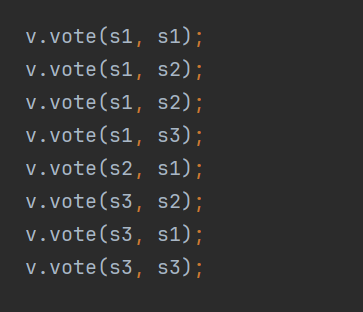 v.vote(s1, s1);
v.vote(s1, s2);
v.vote(s1, s2);
v.vote(s1, s3);
v.vote(s2, s1);
v.vote(s3, s2);
v.vote(s3, s1);
v.vote(s3, s3);